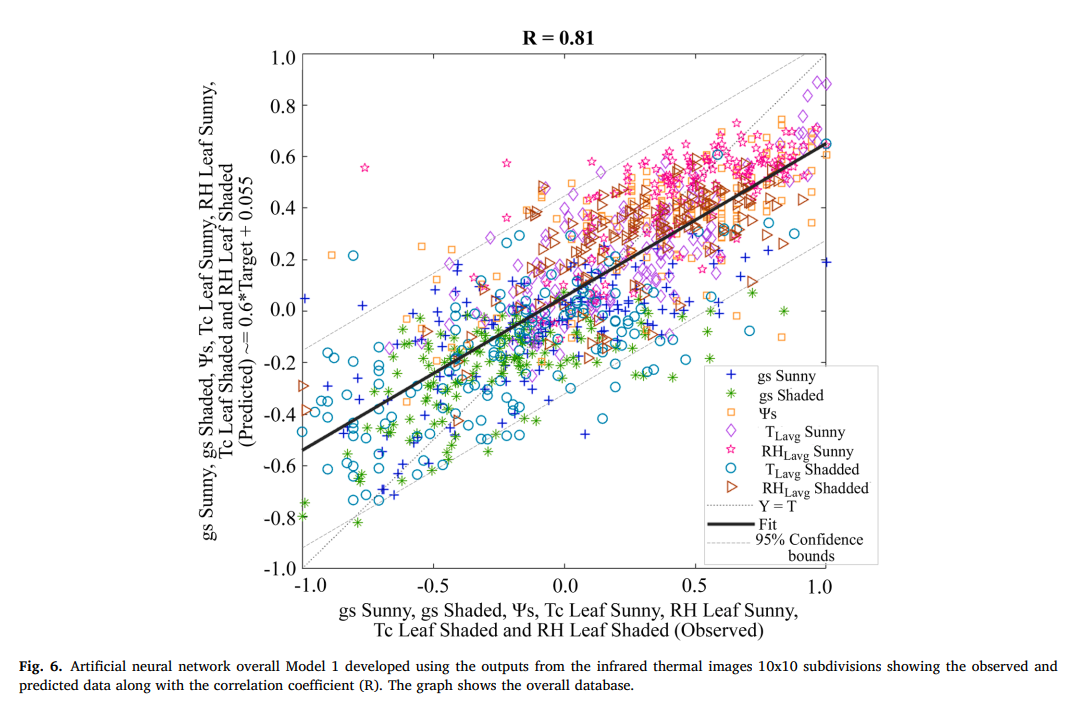 R = 0.81
gs Sunny, gs Shaded, Ψs, Tc Leaf Sunny, RH Leaf Sunny,
Tc Leaf Shaded and RH Leaf Shaded
(Predicted) ~= 0.6*Target + 0.055
1.0
0.8
0.6
0.4
0.2
0.0
-0.2
-0.4
-0.6
-0.8
-1.0
gs Sunny
gs Shaded
Ψs
TLavg Sunny
RHLavg Sunny
TLavg Shadded
RHLavg Shadded
Y = T
Fit
95% Confidence
bounds
-1.0 -0.5 0.0 0.5 1.0
gs Sunny, gs Shaded, Ψs, Tc Leaf Sunny, RH Leaf Sunny,
Tc Leaf Shaded and RH Leaf Shaded (Observed)
Fig. 6. Artificial neural network overall Model 1 developed using the outputs from the infrared thermal images 10x10 subdivisions showing the observed and
predicted data along with the correlation coefficient (R). The graph shows the overall database.